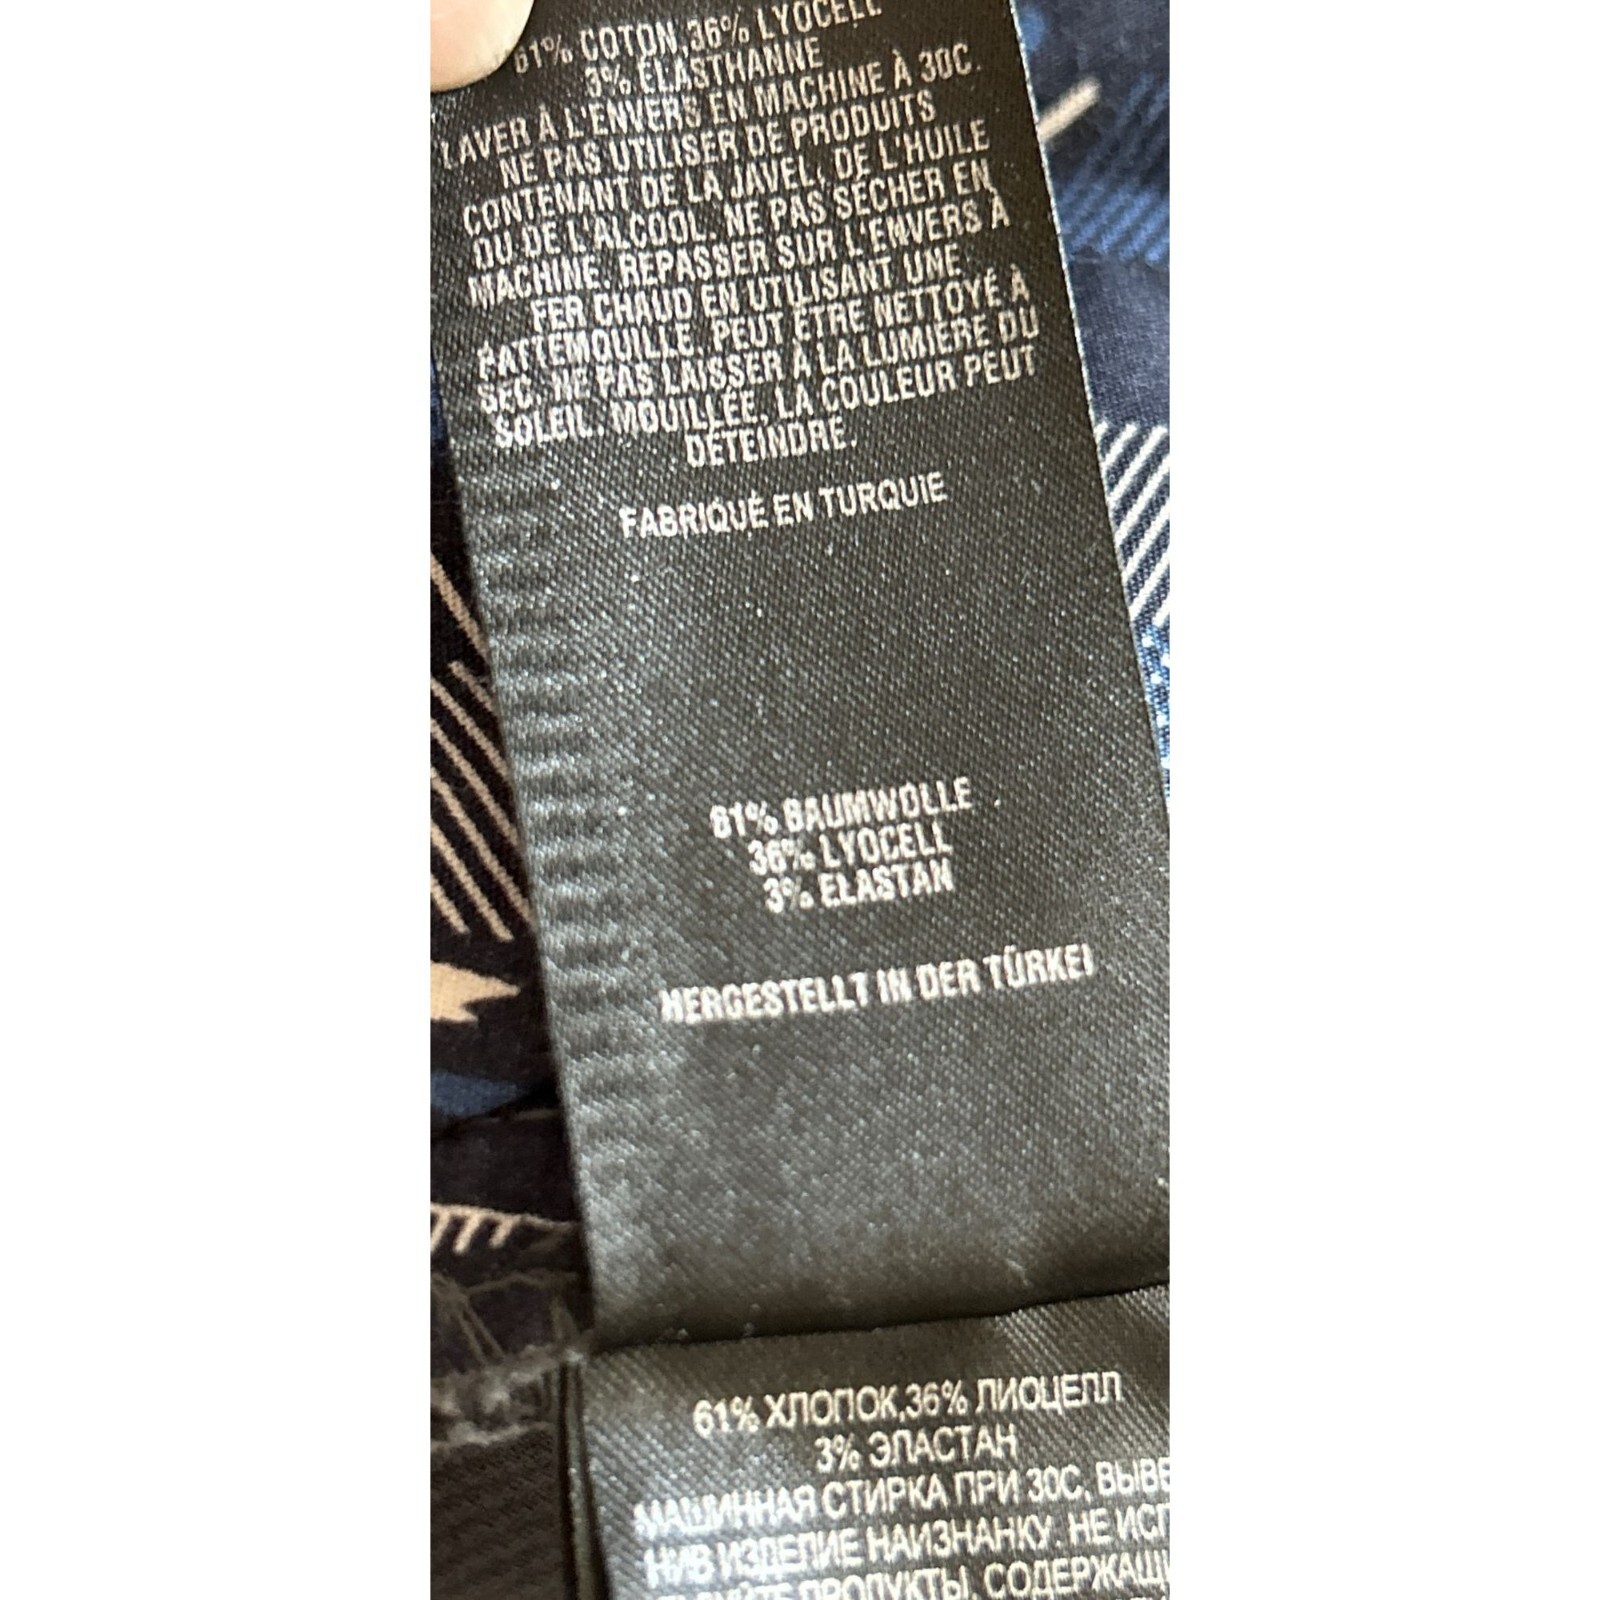 61% COTON,36% LYOCELL
3% ELASTHANNE
LAVER À L'ENVERS EN MACHINE À 30C.
NE PAS UTILISER DE PRODUITS
CONTENANT DE LA JAVEL, DE L'HUILE
OU DE L'ALCOOL. NE PAS SÉCHER EN
MACHINE. REPASSER SUR L'ENVERS À
FER CHAUD EN UTILISANT UNE
PATTEMOUILLE. PEUT ÊTRE NETTOYÉ À
SEC. NE PAS LAISSER À LA LUMIÈRE DU
SOLEIL. MOUILLÉE, LA COULEUR PEUT
DÉTEINDRE.
FABRIQUÉ EN TURQUIE
61% BAUMWOLLE
36% LYOCELL
3% ELASTAN
HERGESTELLT IN DER TÜRKEI
61% ХЛОПОК,36% ЛИОЦЕЛЛ
3% ЭЛАСТАН
МАШИННАЯ СТИРКА ПРИ 30С, ВЫВЕ
НИВ ИЗДЕЛИЕ НАИЗНАНКУ. НЕ ИСП
ПРОДУКТЫ, СОДЕРЖАЩИ